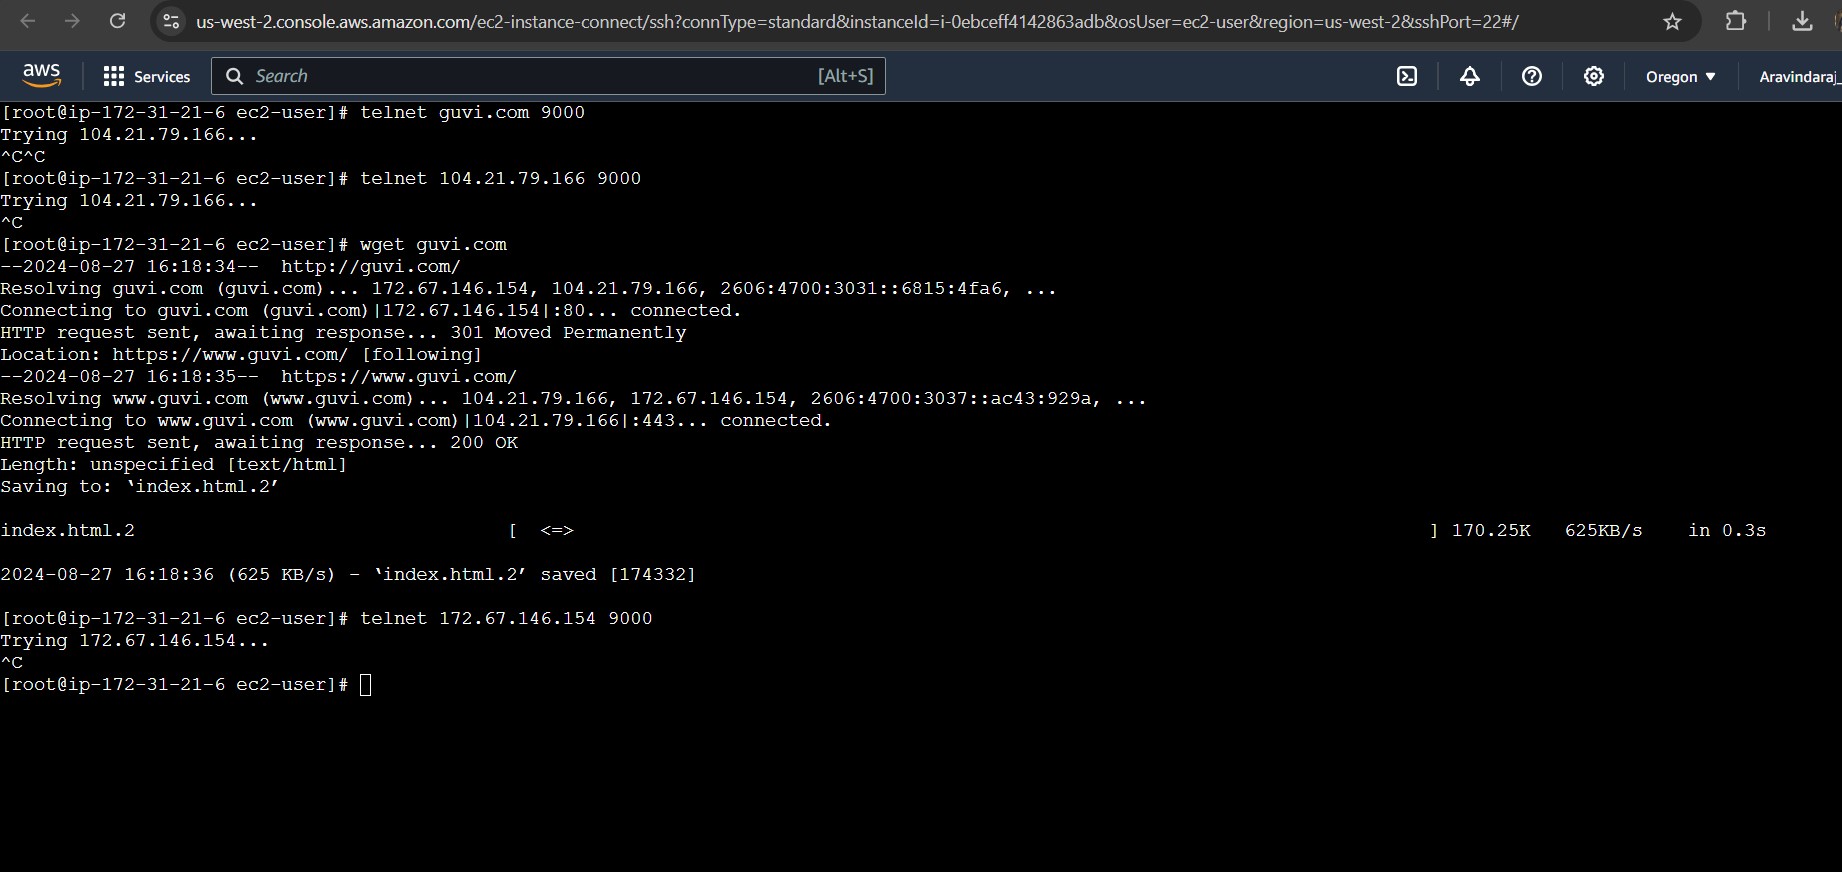 us-west-2.console.aws.amazon.com/ec2-instance-connect/ssh?connType=standard&instanceId=i-0ebceff4142863adb&osUser=ec2-user&region=us-west-2&sshPort=22#/
aws Services Search [Alt+S] Oregon Aravindaraj_
[root@ip-172-31-21-6 ec2-user]# telnet guvi.com 9000
Trying 104.21.79.166...
^C^C
[root@ip-172-31-21-6 ec2-user]# telnet 104.21.79.166 9000
Trying 104.21.79.166...
^C
[root@ip-172-31-21-6 ec2-user]# wget guvi.com
--2024-08-27 16:18:34--  http://guvi.com/
Resolving guvi.com (guvi.com)... 172.67.146.154, 104.21.79.166, 2606:4700:3031::6815:4fa6, ...
Connecting to guvi.com (guvi.com)|172.67.146.154|:80... connected.
HTTP request sent, awaiting response... 301 Moved Permanently
Location: https://www.guvi.com/ [following]
--2024-08-27 16:18:35--  https://www.guvi.com/
Resolving www.guvi.com (www.guvi.com)... 104.21.79.166, 172.67.146.154, 2606:4700:3037::ac43:929a, ...
Connecting to www.guvi.com (www.guvi.com)|104.21.79.166|:443... connected.
HTTP request sent, awaiting response... 200 OK
Length: unspecified [text/html]
Saving to: ‘index.html.2’
index.html.2 [ <=> ] 170.25K 625KB/s in 0.3s
2024-08-27 16:18:36 (625 KB/s) - ‘index.html.2’ saved [174332]
[root@ip-172-31-21-6 ec2-user]# telnet 172.67.146.154 9000
Trying 172.67.146.154...
^C
[root@ip-172-31-21-6 ec2-user]#